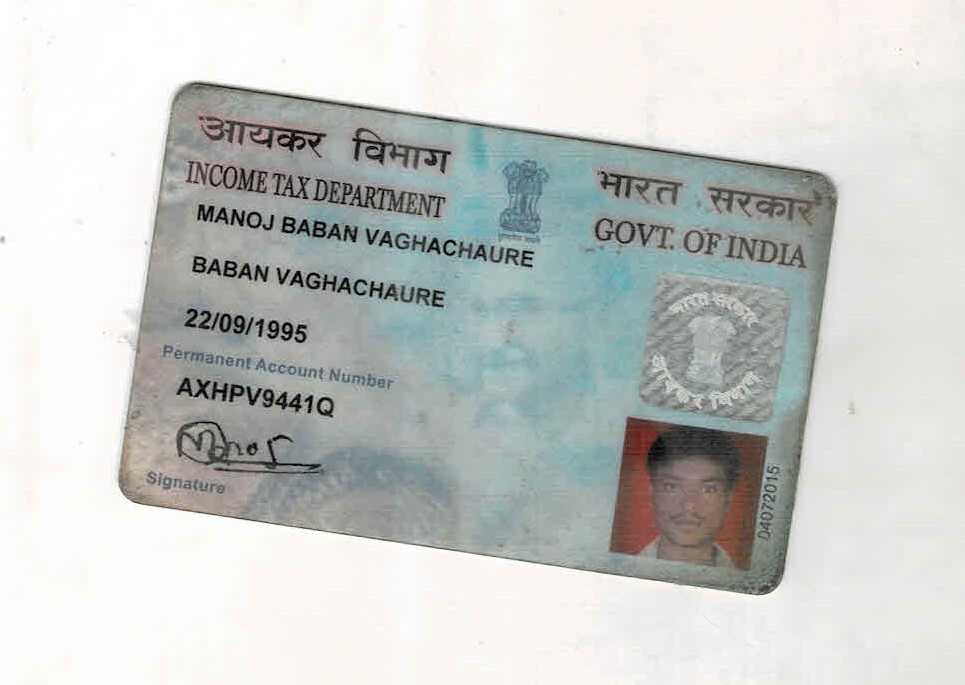 आयकर विभाग
INCOME TAX DEPARTMENT
MANOJ BABAN VAGHACHAURE
BABAN VAGHACHAURE
22/09/1995
Permanent Account Number
AXHPV9441Q
Manoj
Signature
भारत सरकार
GOVT. OF INDIA
भारत सरकार
आयकर विभाग
04072015